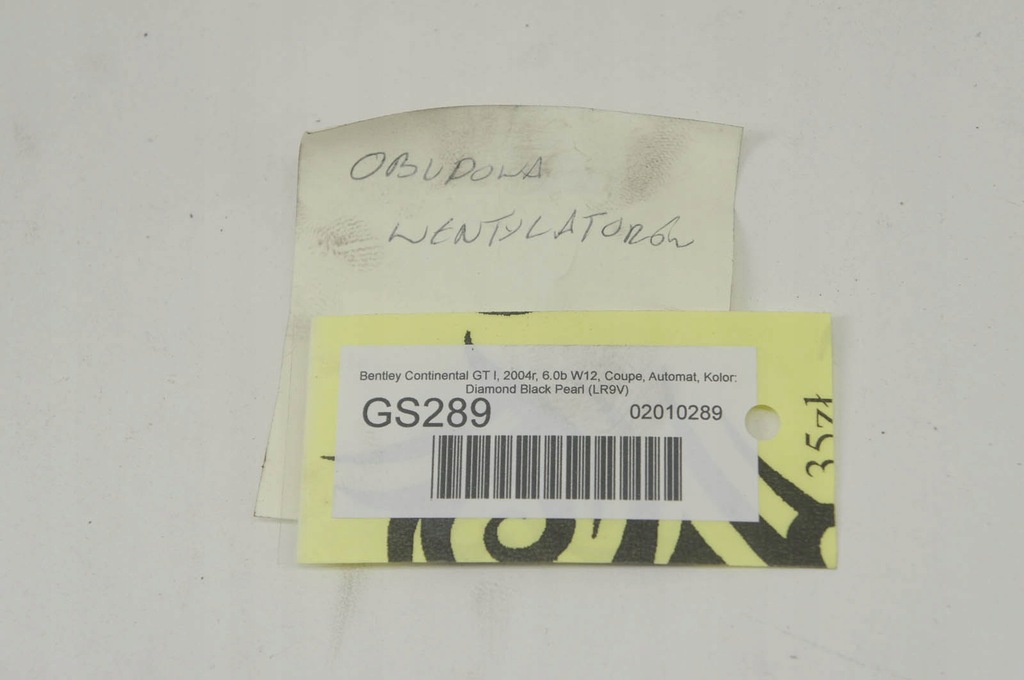 OBUDOWA
WENTYLATORÓW
Bentley Continental GT I, 2004r, 6.0b W12, Coupe, Automat, Kolor:
Diamond Black Pearl (LR9V)
GS289 02010289
35zł